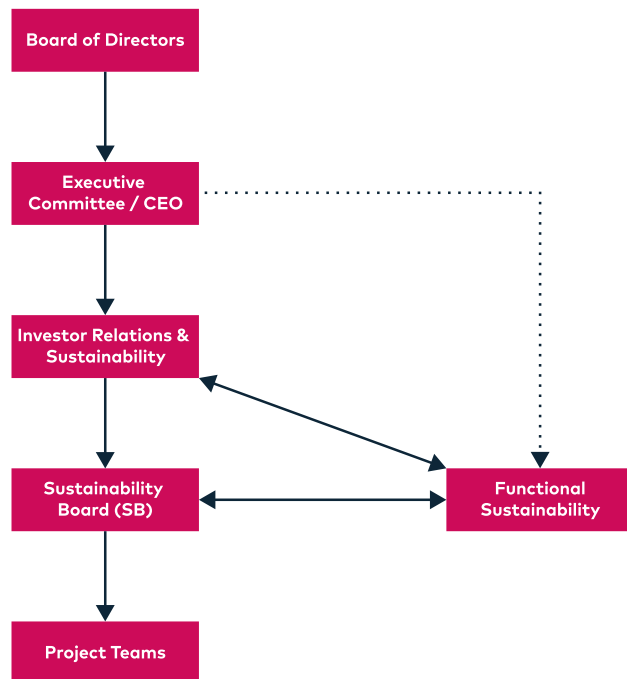 Board of Directors
Executive
Committee / CEO
Investor Relations &
Sustainability
Sustainability
Board (SB)
Functional
Sustainability
Project Teams